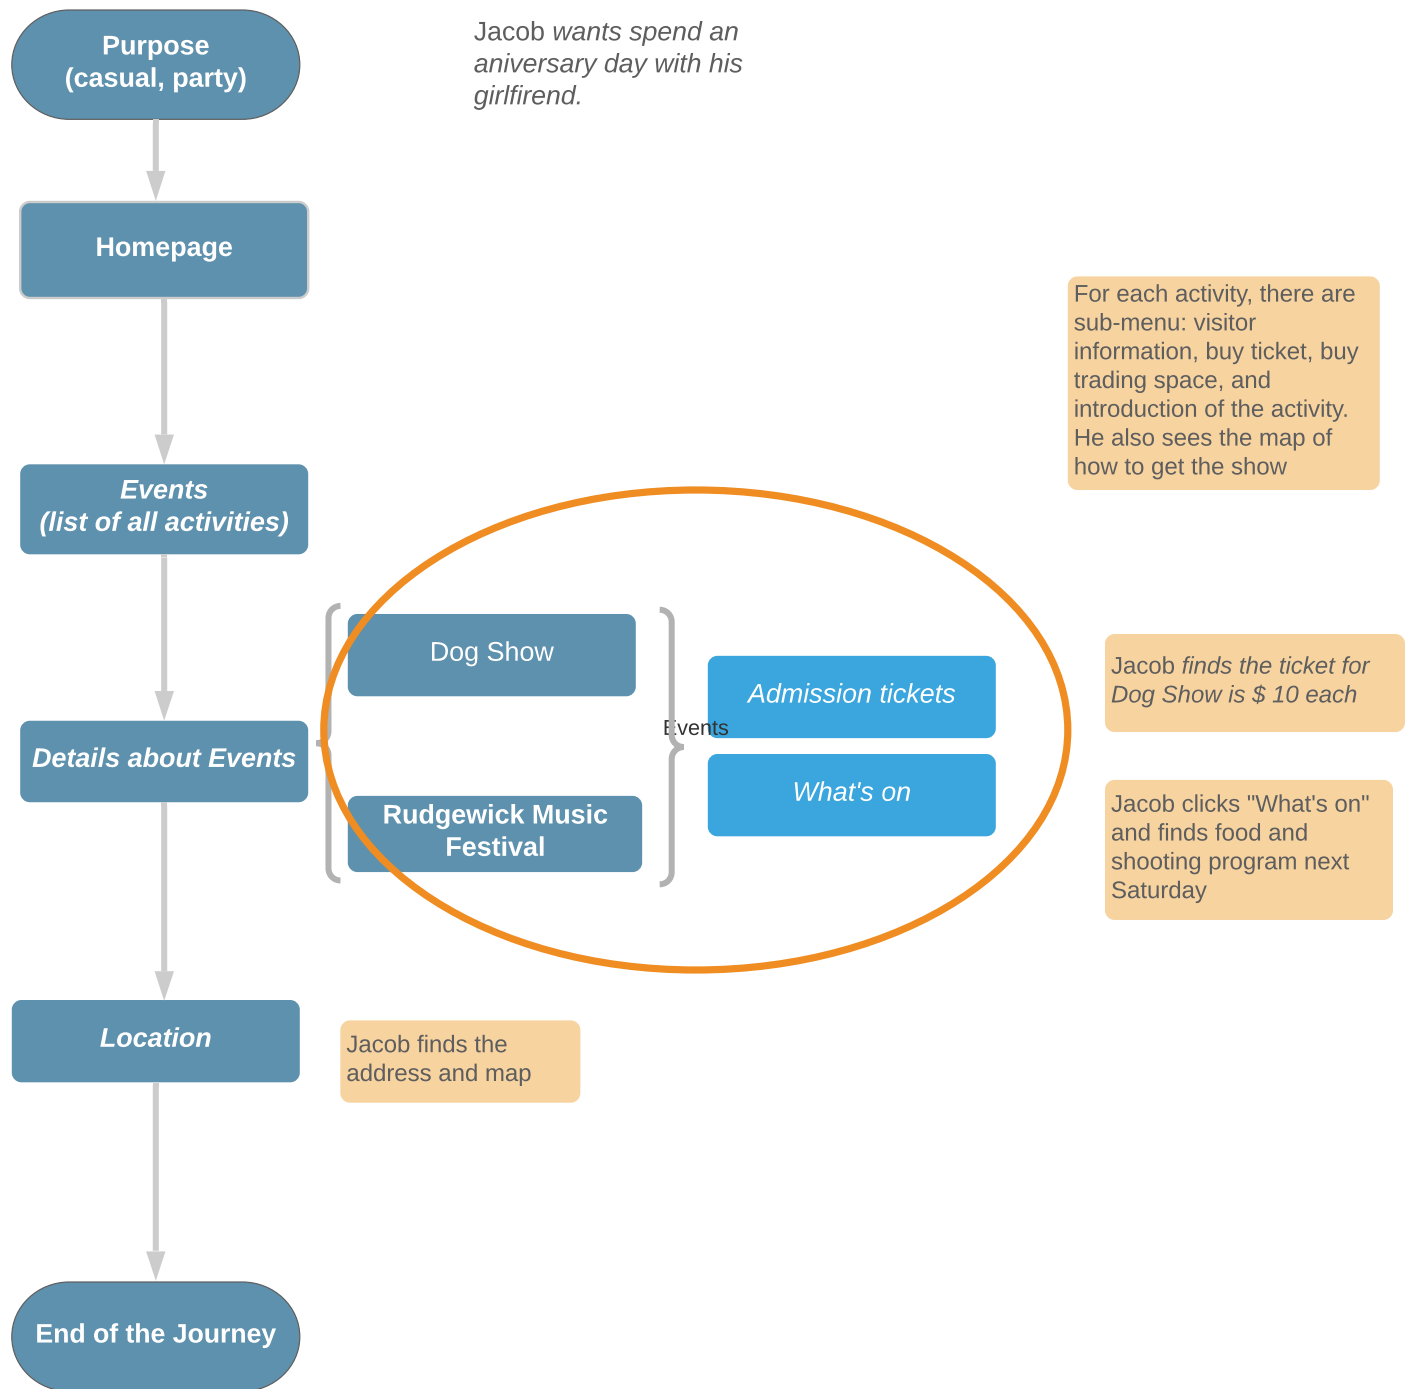 Purpose
(casual, party)
Jacob wants spend an
aniversary day with his
girlfirend.
Homepage
For each activity, there are
sub-menu: visitor
information, buy ticket, buy
trading space, and
introduction of the activity.
He also sees the map of
how to get the show
Events
(list of all activities)
Dog Show
Admission tickets
Jacob finds the ticket for
Dog Show is $ 10 each
Events
Details about Events
What's on
Jacob clicks "What's on"
and finds food and
shooting program next
Saturday
Rudgewick Music
Festival
Location
Jacob finds the
address and map
End of the Journey